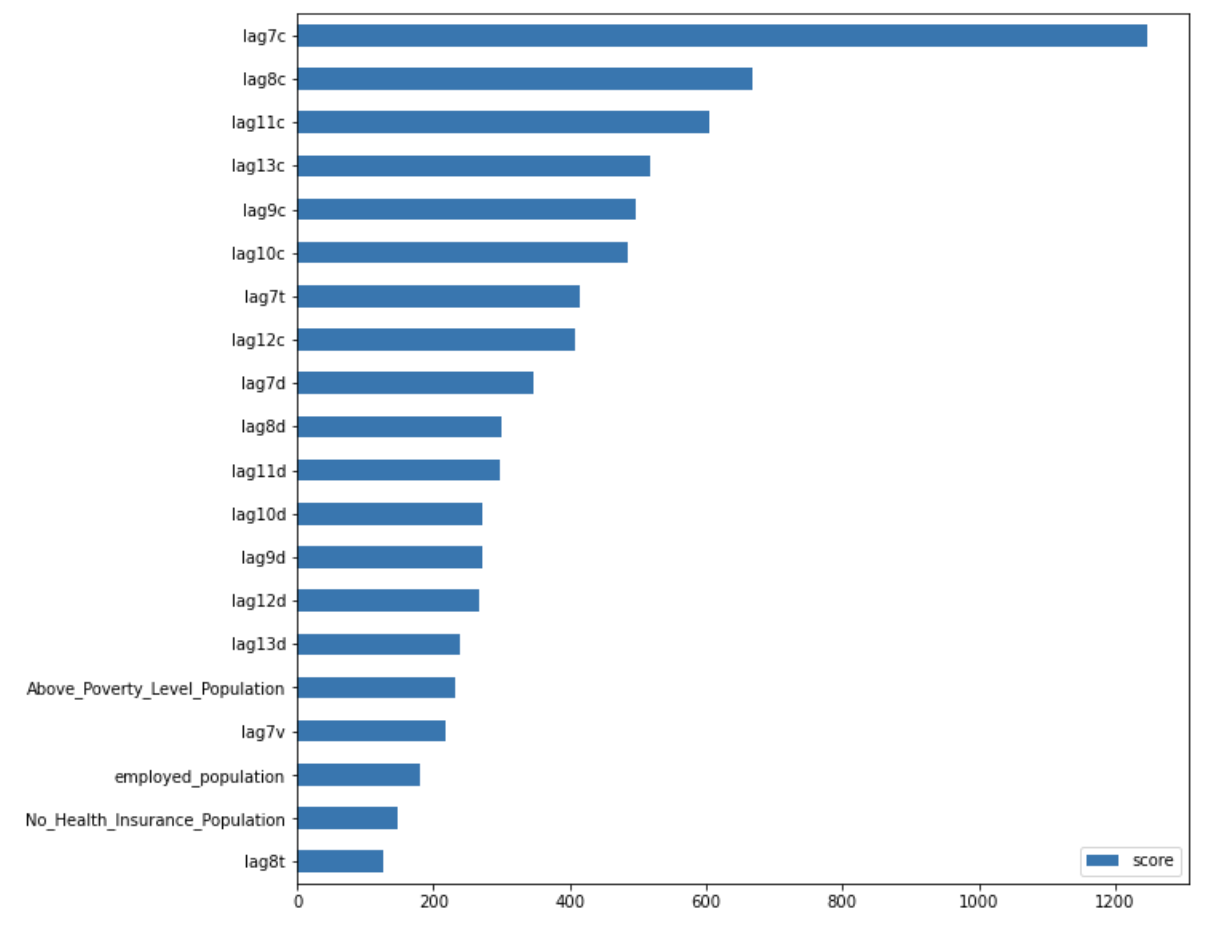 lag7c
lag8c
lag11c
lag13c
lag9c
lag10c
lag7t
lag12c
lag7d
lag8d
lag11d
lag10d
lag9d
lag12d
lag13d
Above_Poverty_Level_Population
lag7v
employed_population
No_Health_Insurance_Population
lag8t
score
0 200 400 600 800 1000 1200